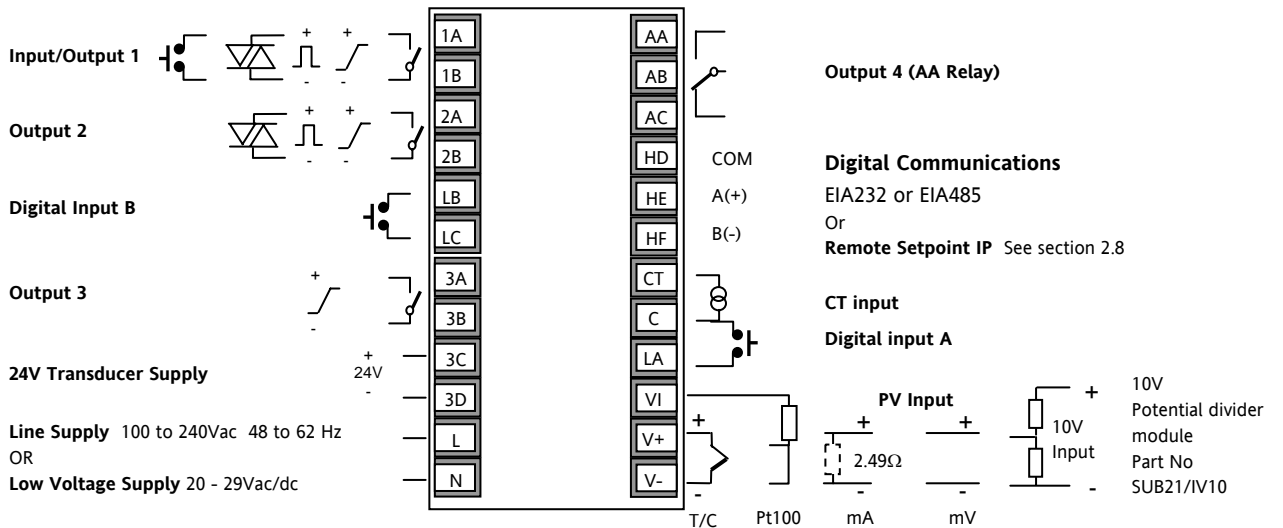 Input/Output 1
+ +
- -
Output 2
+ +
- -
Digital Input B
Output 3
+
-
24V Transducer Supply
+
24V
-
Line Supply 100 to 240Vac 48 to 62 Hz
OR
Low Voltage Supply 20 - 29Vac/dc
1A
1B
2A
2B
LB
LC
3A
3B
3C
3D
L
N
AA
AB
AC
HD
HE
HF
CT
C
LA
VI
V+
V-
Output 4 (AA Relay)
COM
A(+)
B(-)
Digital Communications
EIA232 or EIA485
Or
Remote Setpoint IP See section 2.8
CT input
Digital input A
PV Input
+
-
T/C
Pt100
+
2.49Ω
-
mA
+
-
mV
+
10V
Input
-
10V
Potential divider
module
Part No
SUB21/IV10